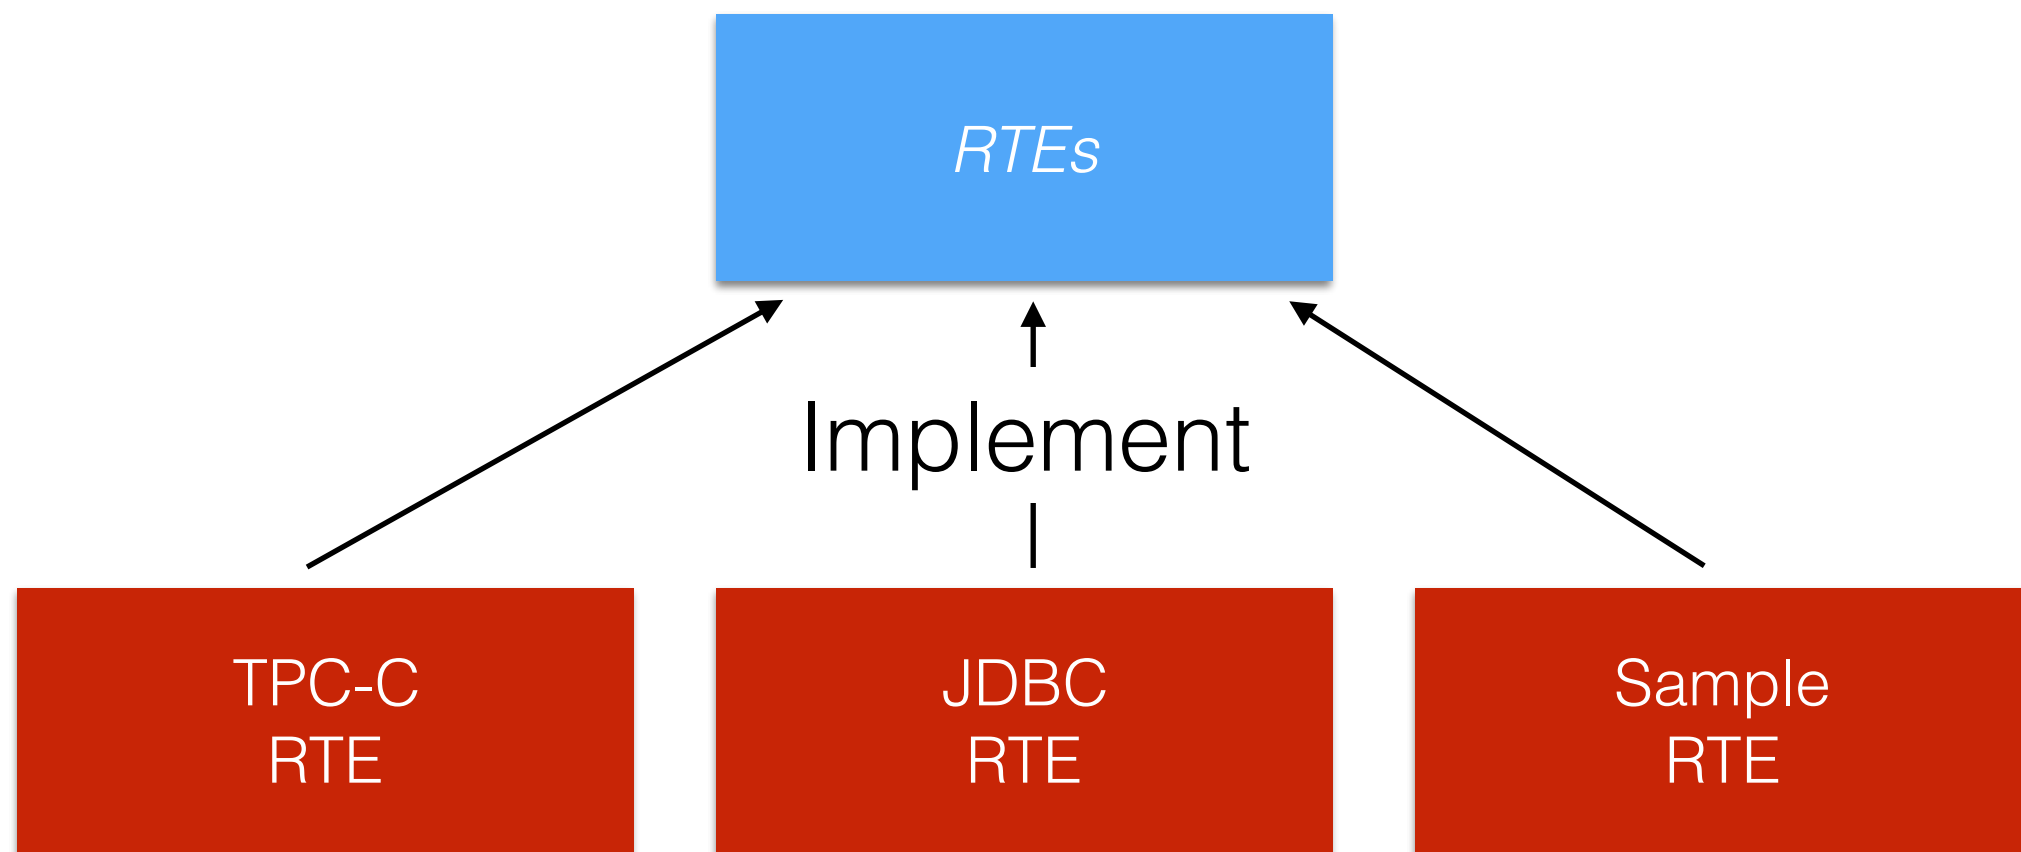 RTEs
Implement
TPC-C
RTE
JDBC
RTE
Sample
RTE